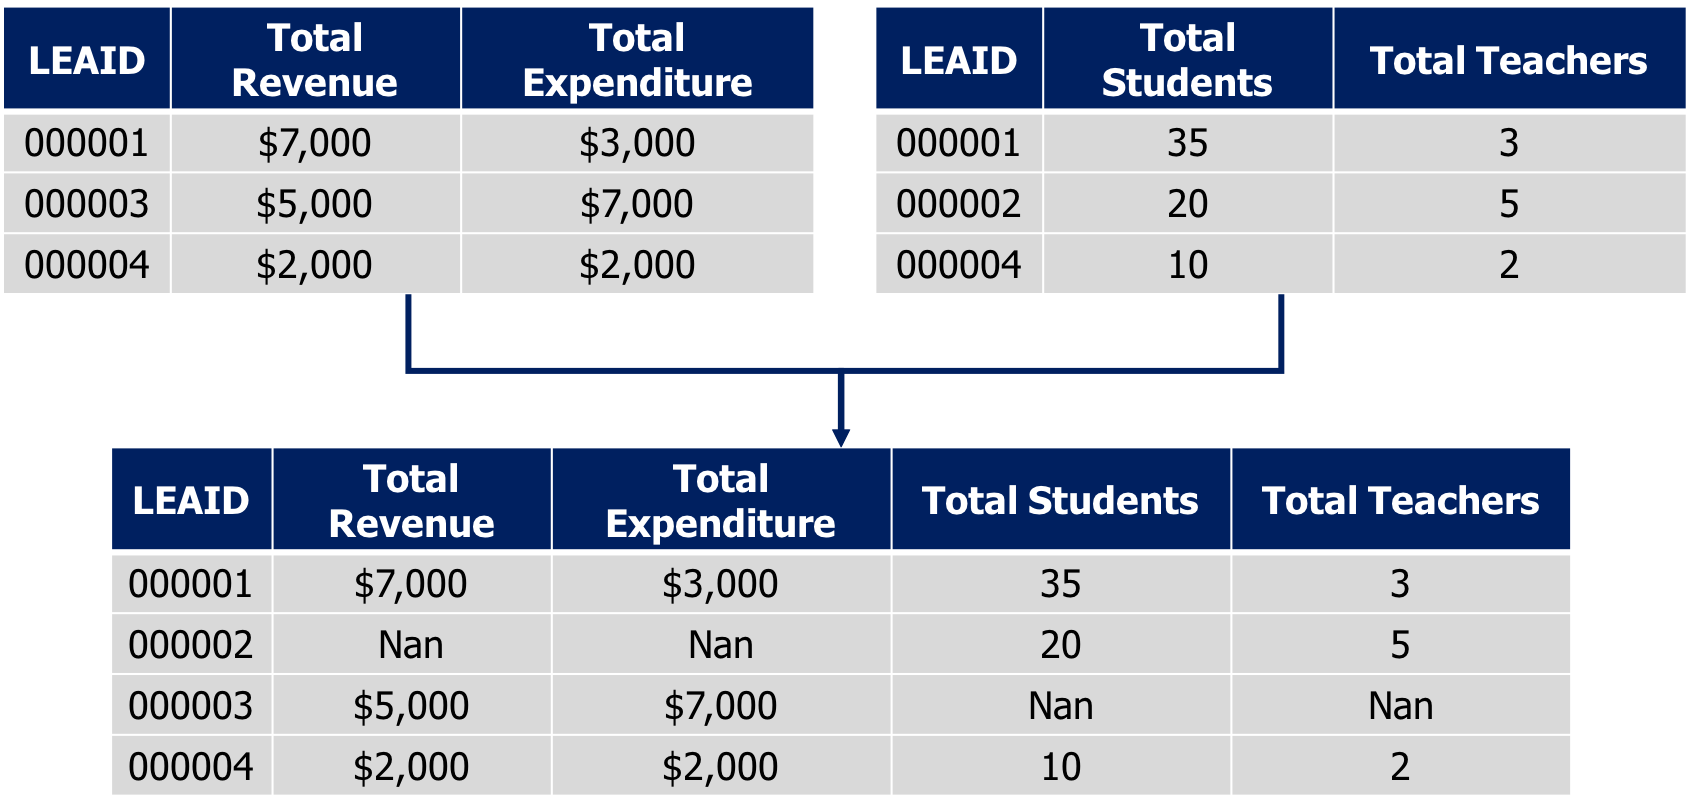 LEAID Total Revenue Total Expenditure
000001 $7,000 $3,000
000003 $5,000 $7,000
000004 $2,000 $2,000
LEAID Total Students Total Teachers
000001 35 3
000002 20 5
000004 10 2
LEAID Total Revenue Total Expenditure Total Students Total Teachers
000001 $7,000 $3,000 35 3
000002 Nan Nan 20 5
000003 $5,000 $7,000 Nan Nan
000004 $2,000 $2,000 10 2